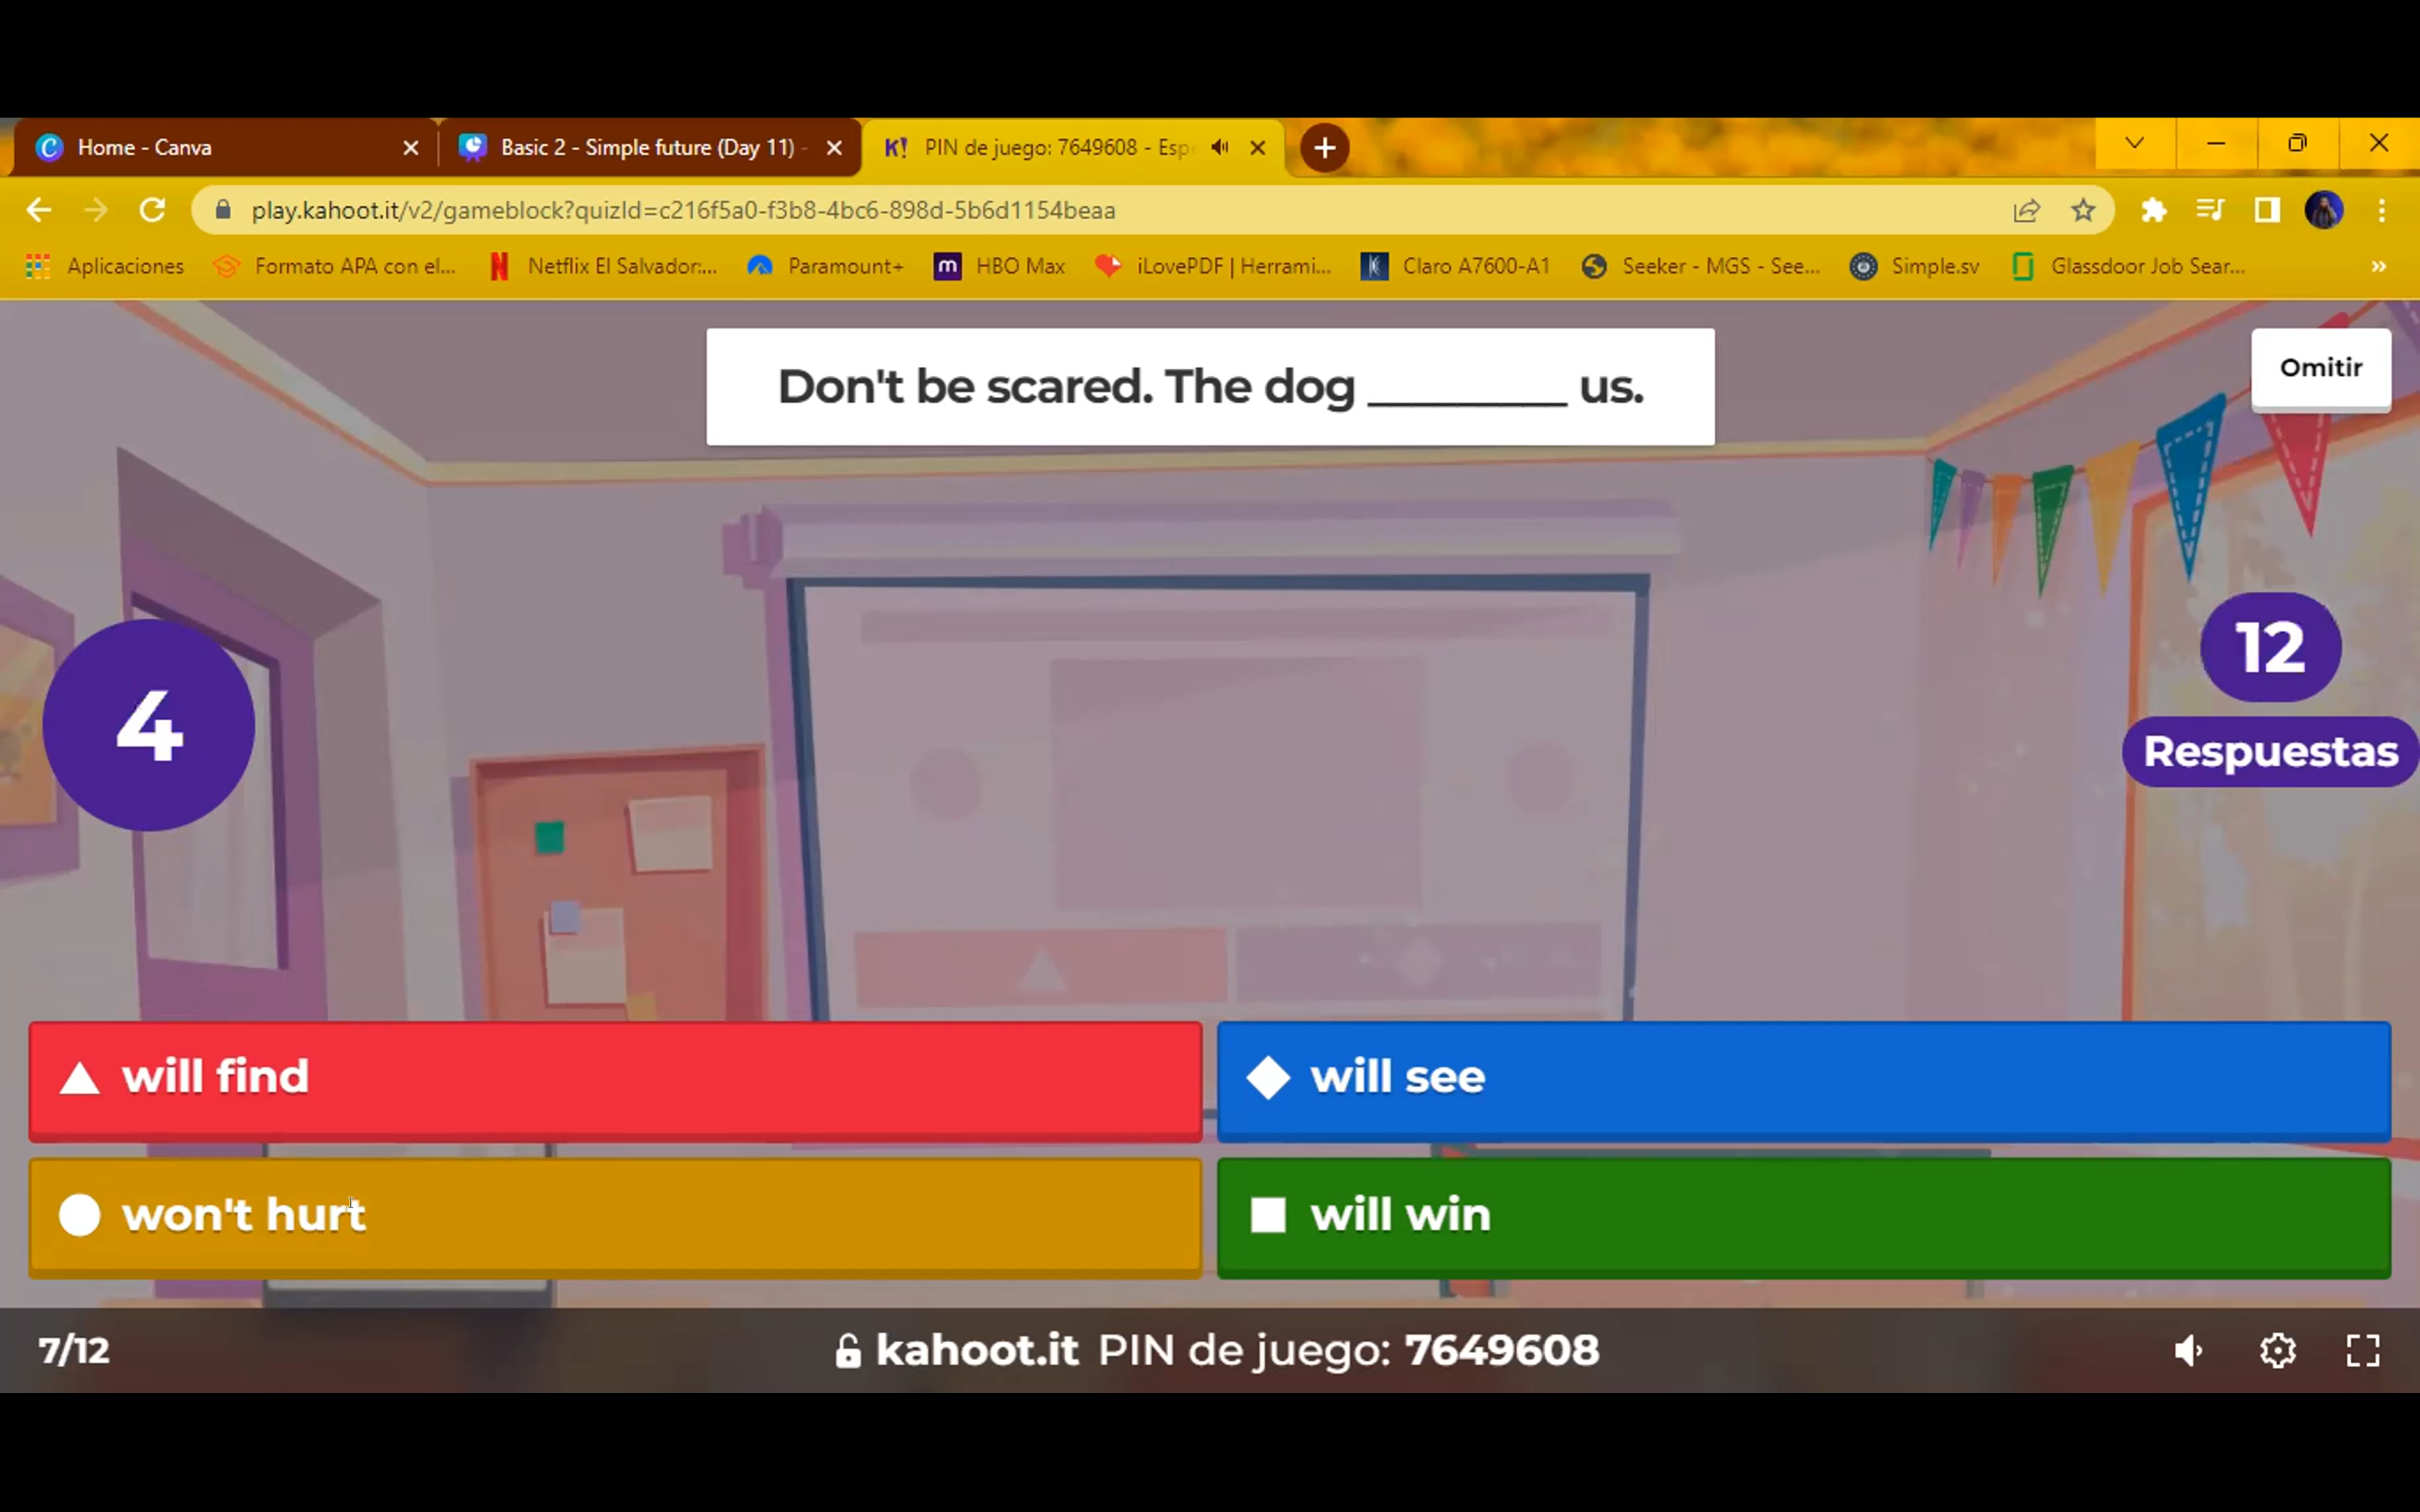 Home - Canva
Basic 2 - Simple future (Day 11) -
K! PIN de juego: 7649608 - Esp
play.kahoot.it/v2/gameblock?quizId=c216f5a0-f3b8-4bc6-898d-5b6d1154beaa
Aplicaciones
Formato APA con el...
Netflix El Salvador:...
Paramount+
HBO Max
iLovePDF | Herrami...
Claro A7600-A1
Seeker - MGS - See...
Simple.sv
Glassdoor Job Sear...
Don't be scared. The dog ________ us.
Omitir
4
12
Respuestas
will find
will see
won't hurt
will win
7/12
kahoot.it PIN de juego: 7649608